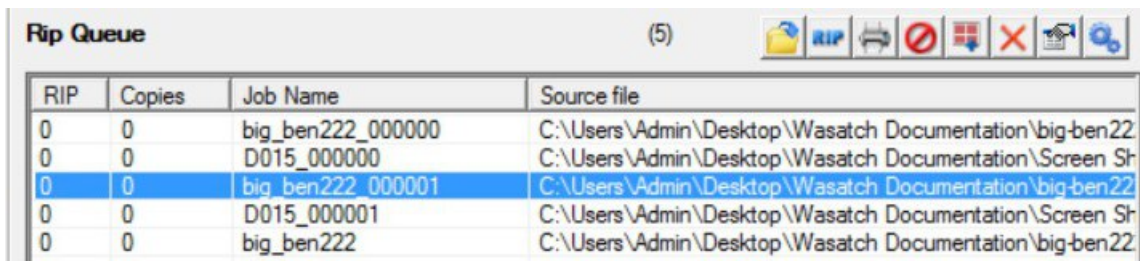 Rip Queue (5) RIP
RIP Copies Job Name Source file
0 0 big_ben222_000000 C:\Users\Admin\Desktop\Wasatch Documentation\big-ben22
0 0 D015_000000 C:\Users\Admin\Desktop\Wasatch Documentation\Screen Sh
0 0 big_ben222_000001 C:\Users\Admin\Desktop\Wasatch Documentation\big-ben22
0 0 D015_000001 C:\Users\Admin\Desktop\Wasatch Documentation\Screen Sh
0 0 big_ben222 C:\Users\Admin\Desktop\Wasatch Documentation\big-ben22